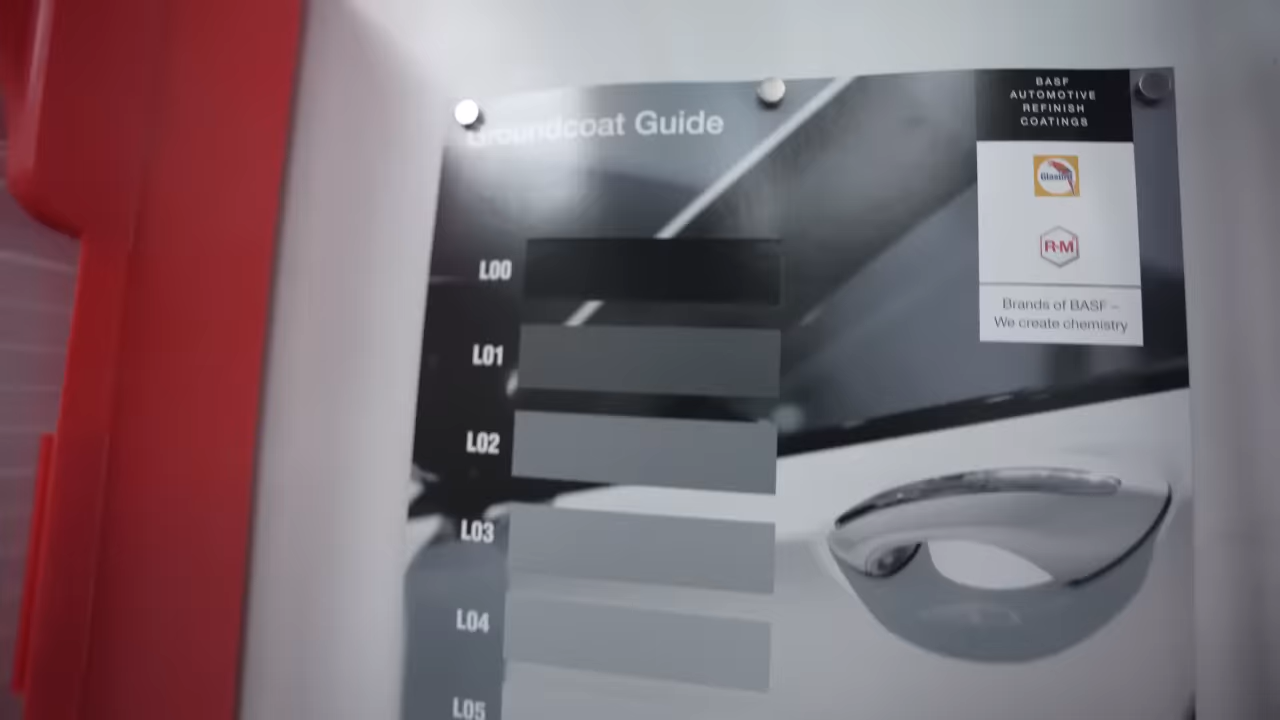 Groundcoat Guide
BASF
AUTOMOTIVE
REFINISH
COATINGS
Glasurit
R-M
Brands of BASF –
We create chemistry
L00
L01
L02
L03
L04
L05